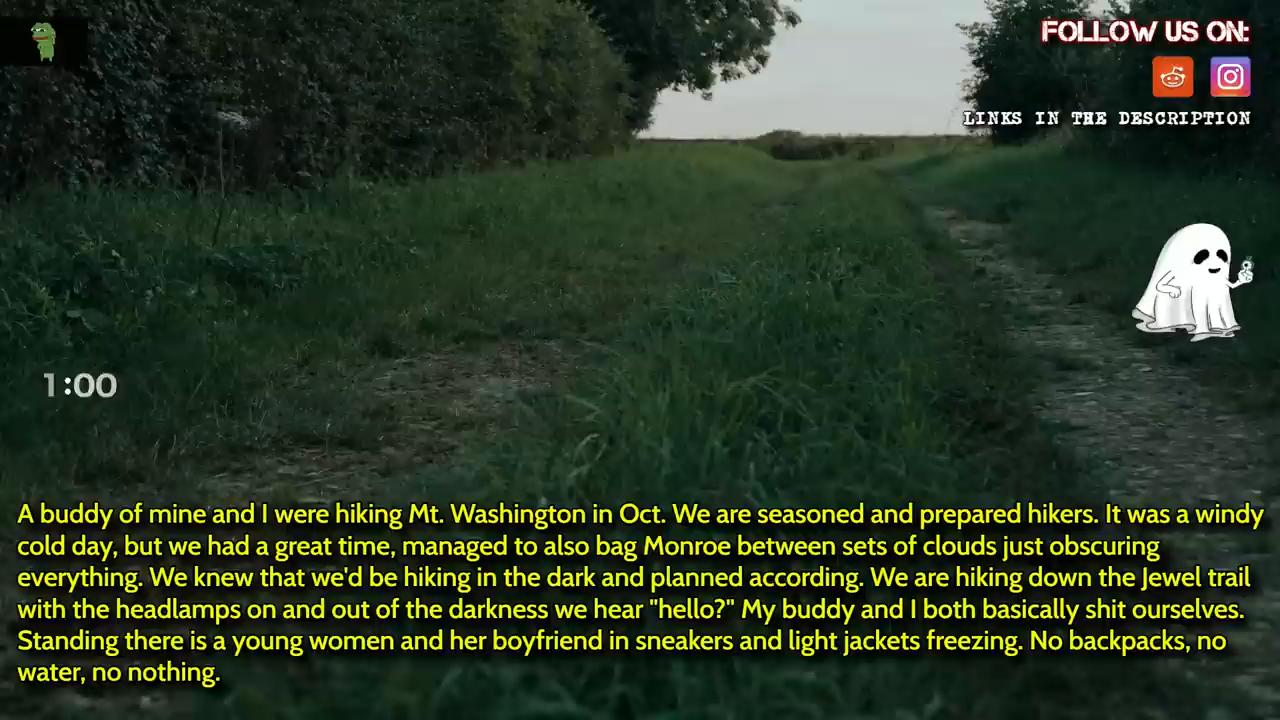 FOLLOW US ON:
LINKS IN THE DESCRIPTION
1:00
A buddy of mine and I were hiking Mt. Washington in Oct. We are seasoned and prepared hikers. It was a windy
cold day, but we had a great time, managed to also bag Monroe between sets of clouds just obscuring
everything. We knew that we'd be hiking in the dark and planned according. We are hiking down the Jewel trail
with the headlamps on and out of the darkness we hear "hello?" My buddy and I both basically shit ourselves.
Standing there is a young women and her boyfriend in sneakers and light jackets freezing. No backpacks, no
water, no nothing.